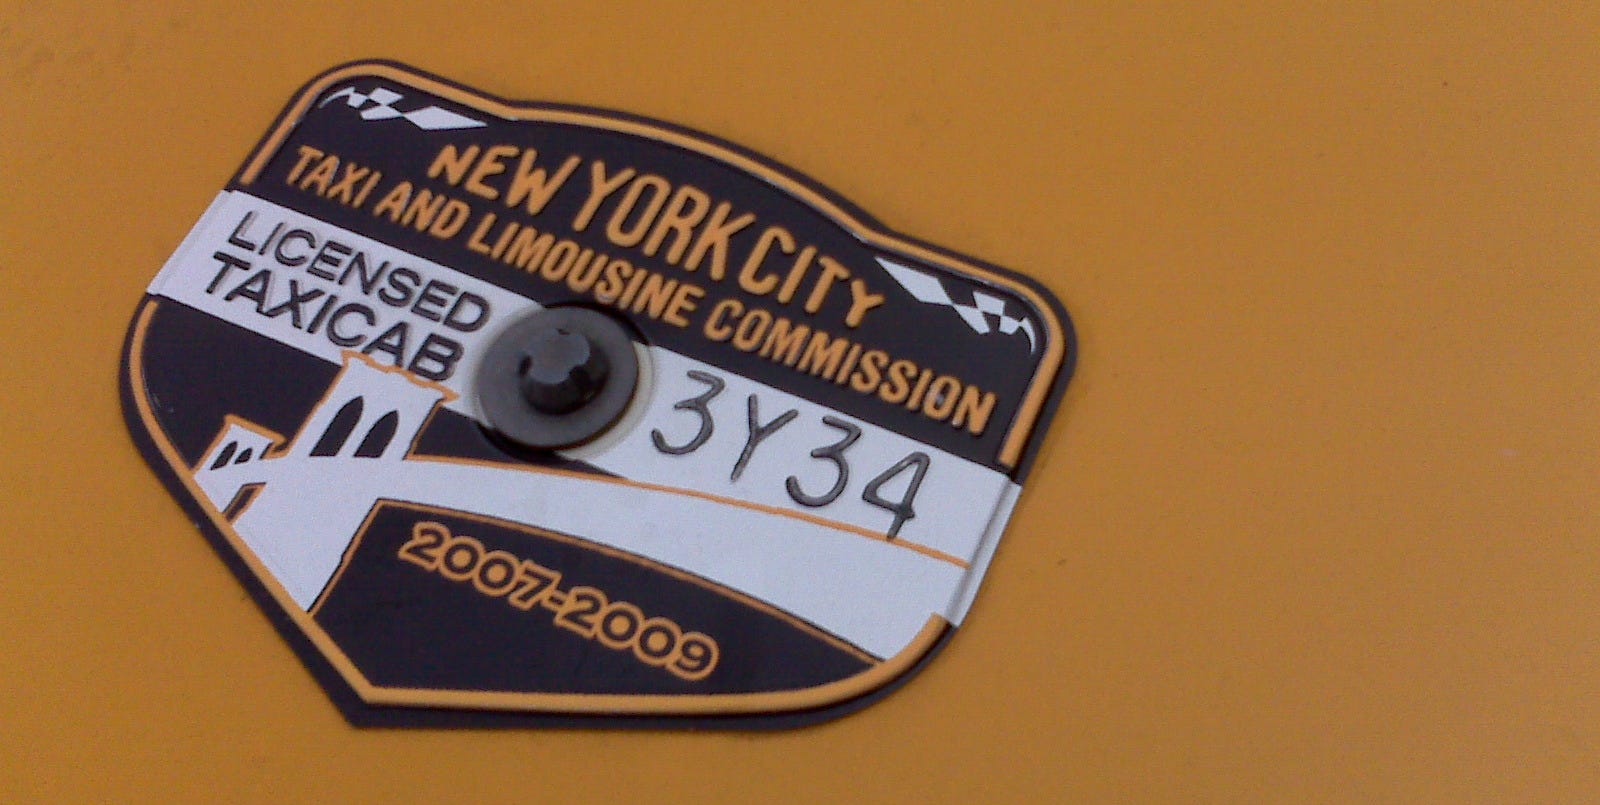 NEW YORK CITY
TAXI AND LIMOUSINE COMMISSION
LICENSED
TAXICAB
3Y34
2007-2009